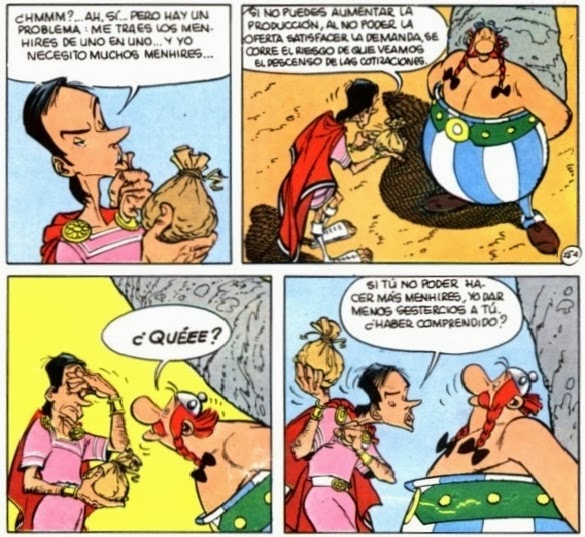 ¿HMMM?...AH, SÍ... PERO HAY UN
PROBLEMA: ME TRAES LOS MEN-
HIRES DE UNO EN UNO... Y YO
NECESITO MUCHOS MENHIRES...
SI NO PUEDES AUMENTAR LA
PRODUCCIÓN, AL NO PODER LA
OFERTA SATISFACER LA DEMANDA, SE
CORRE EL RIESGO DE QUE VEAMOS
EL DESCENSO DE LAS COTIZACIONES.
¿QUÉEE?
SI TÚ NO PODER HA-
CER MÁS MENHIRES, YO DAR
MENOS SESTERCIOS A TÚ.
¿HABER COMPRENDIDO?